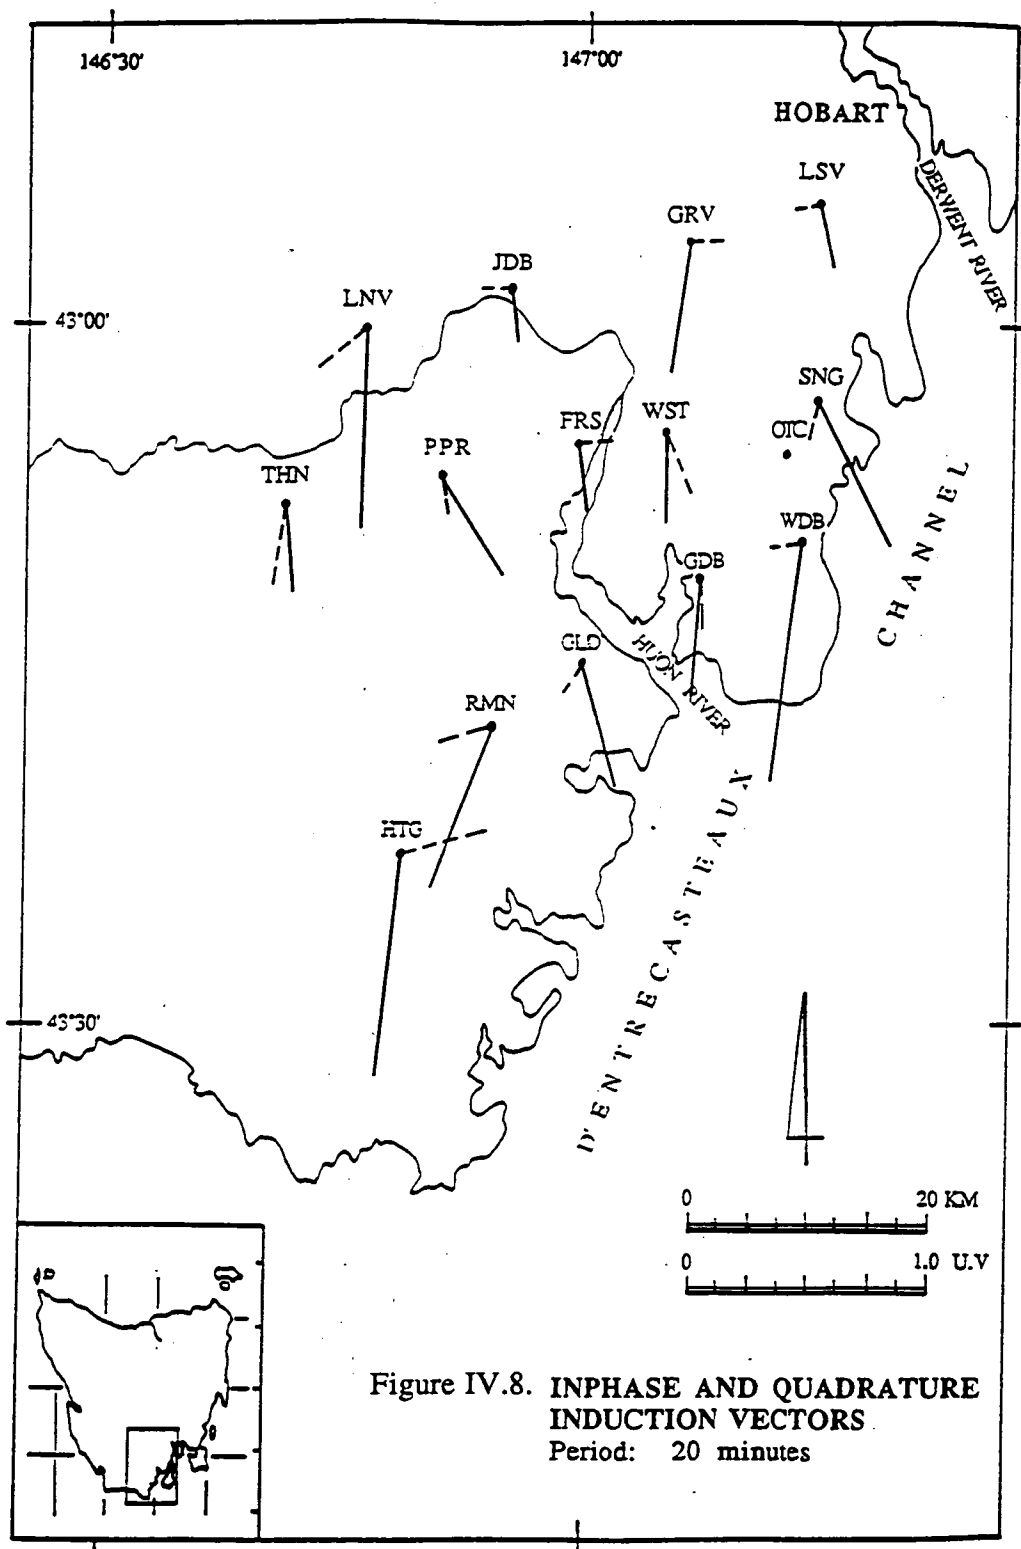 146°30'
147°00'
HOBART
LSV
DERWENT RIVER
GRV
JDB
LNV
43°00'
SNG
WST
FRS
OTC
PPR
THN
WDB
CHANNEL
GDB
GLD
HUON RIVER
RMN
HTG
D'ENTRECASTEAUX
43°30'
0 20 KM
0 1.0 U.V
Figure IV.8. INPHASE AND QUADRATURE
INDUCTION VECTORS
Period: 20 minutes